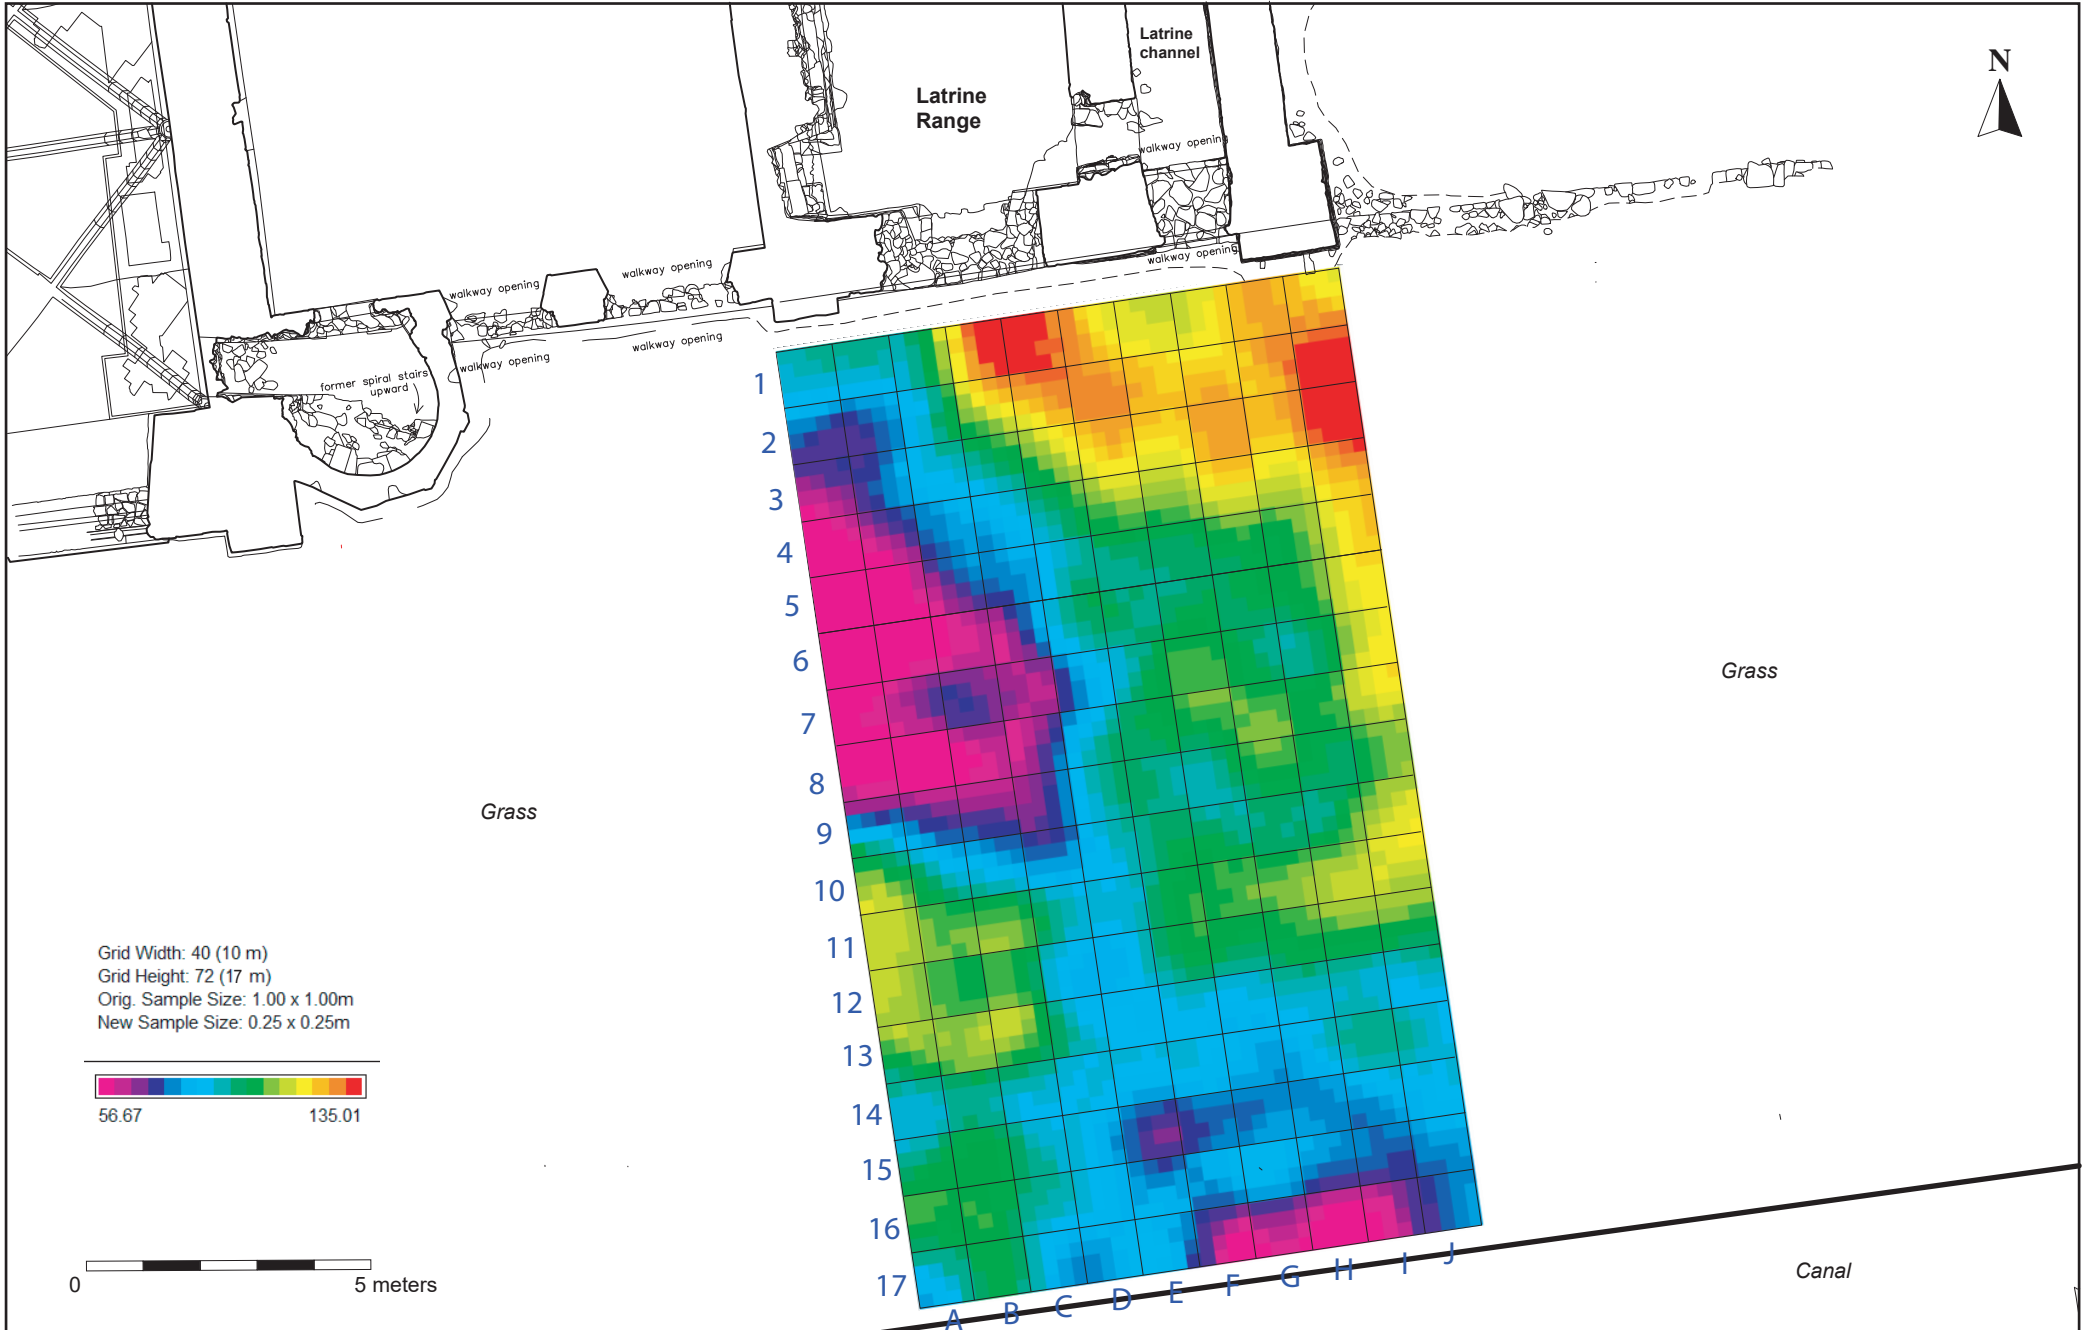 Latrine
channel
N
Latrine
Range
walkway opening
walkway opening
walkway opening
walkway opening
walkway opening
walkway opening
former spiral stairs
upward
1
2
3
4
5
6
7
8
9
10
11
12
13
14
15
16
17
A
B
C
D
E
F
G
H
I
J
Grass
Grass
Grid Width: 40 (10 m)
Grid Height: 72 (17 m)
Orig. Sample Size: 1.00 x 1.00m
New Sample Size: 0.25 x 0.25m
56.67 135.01
0 5 meters
Canal